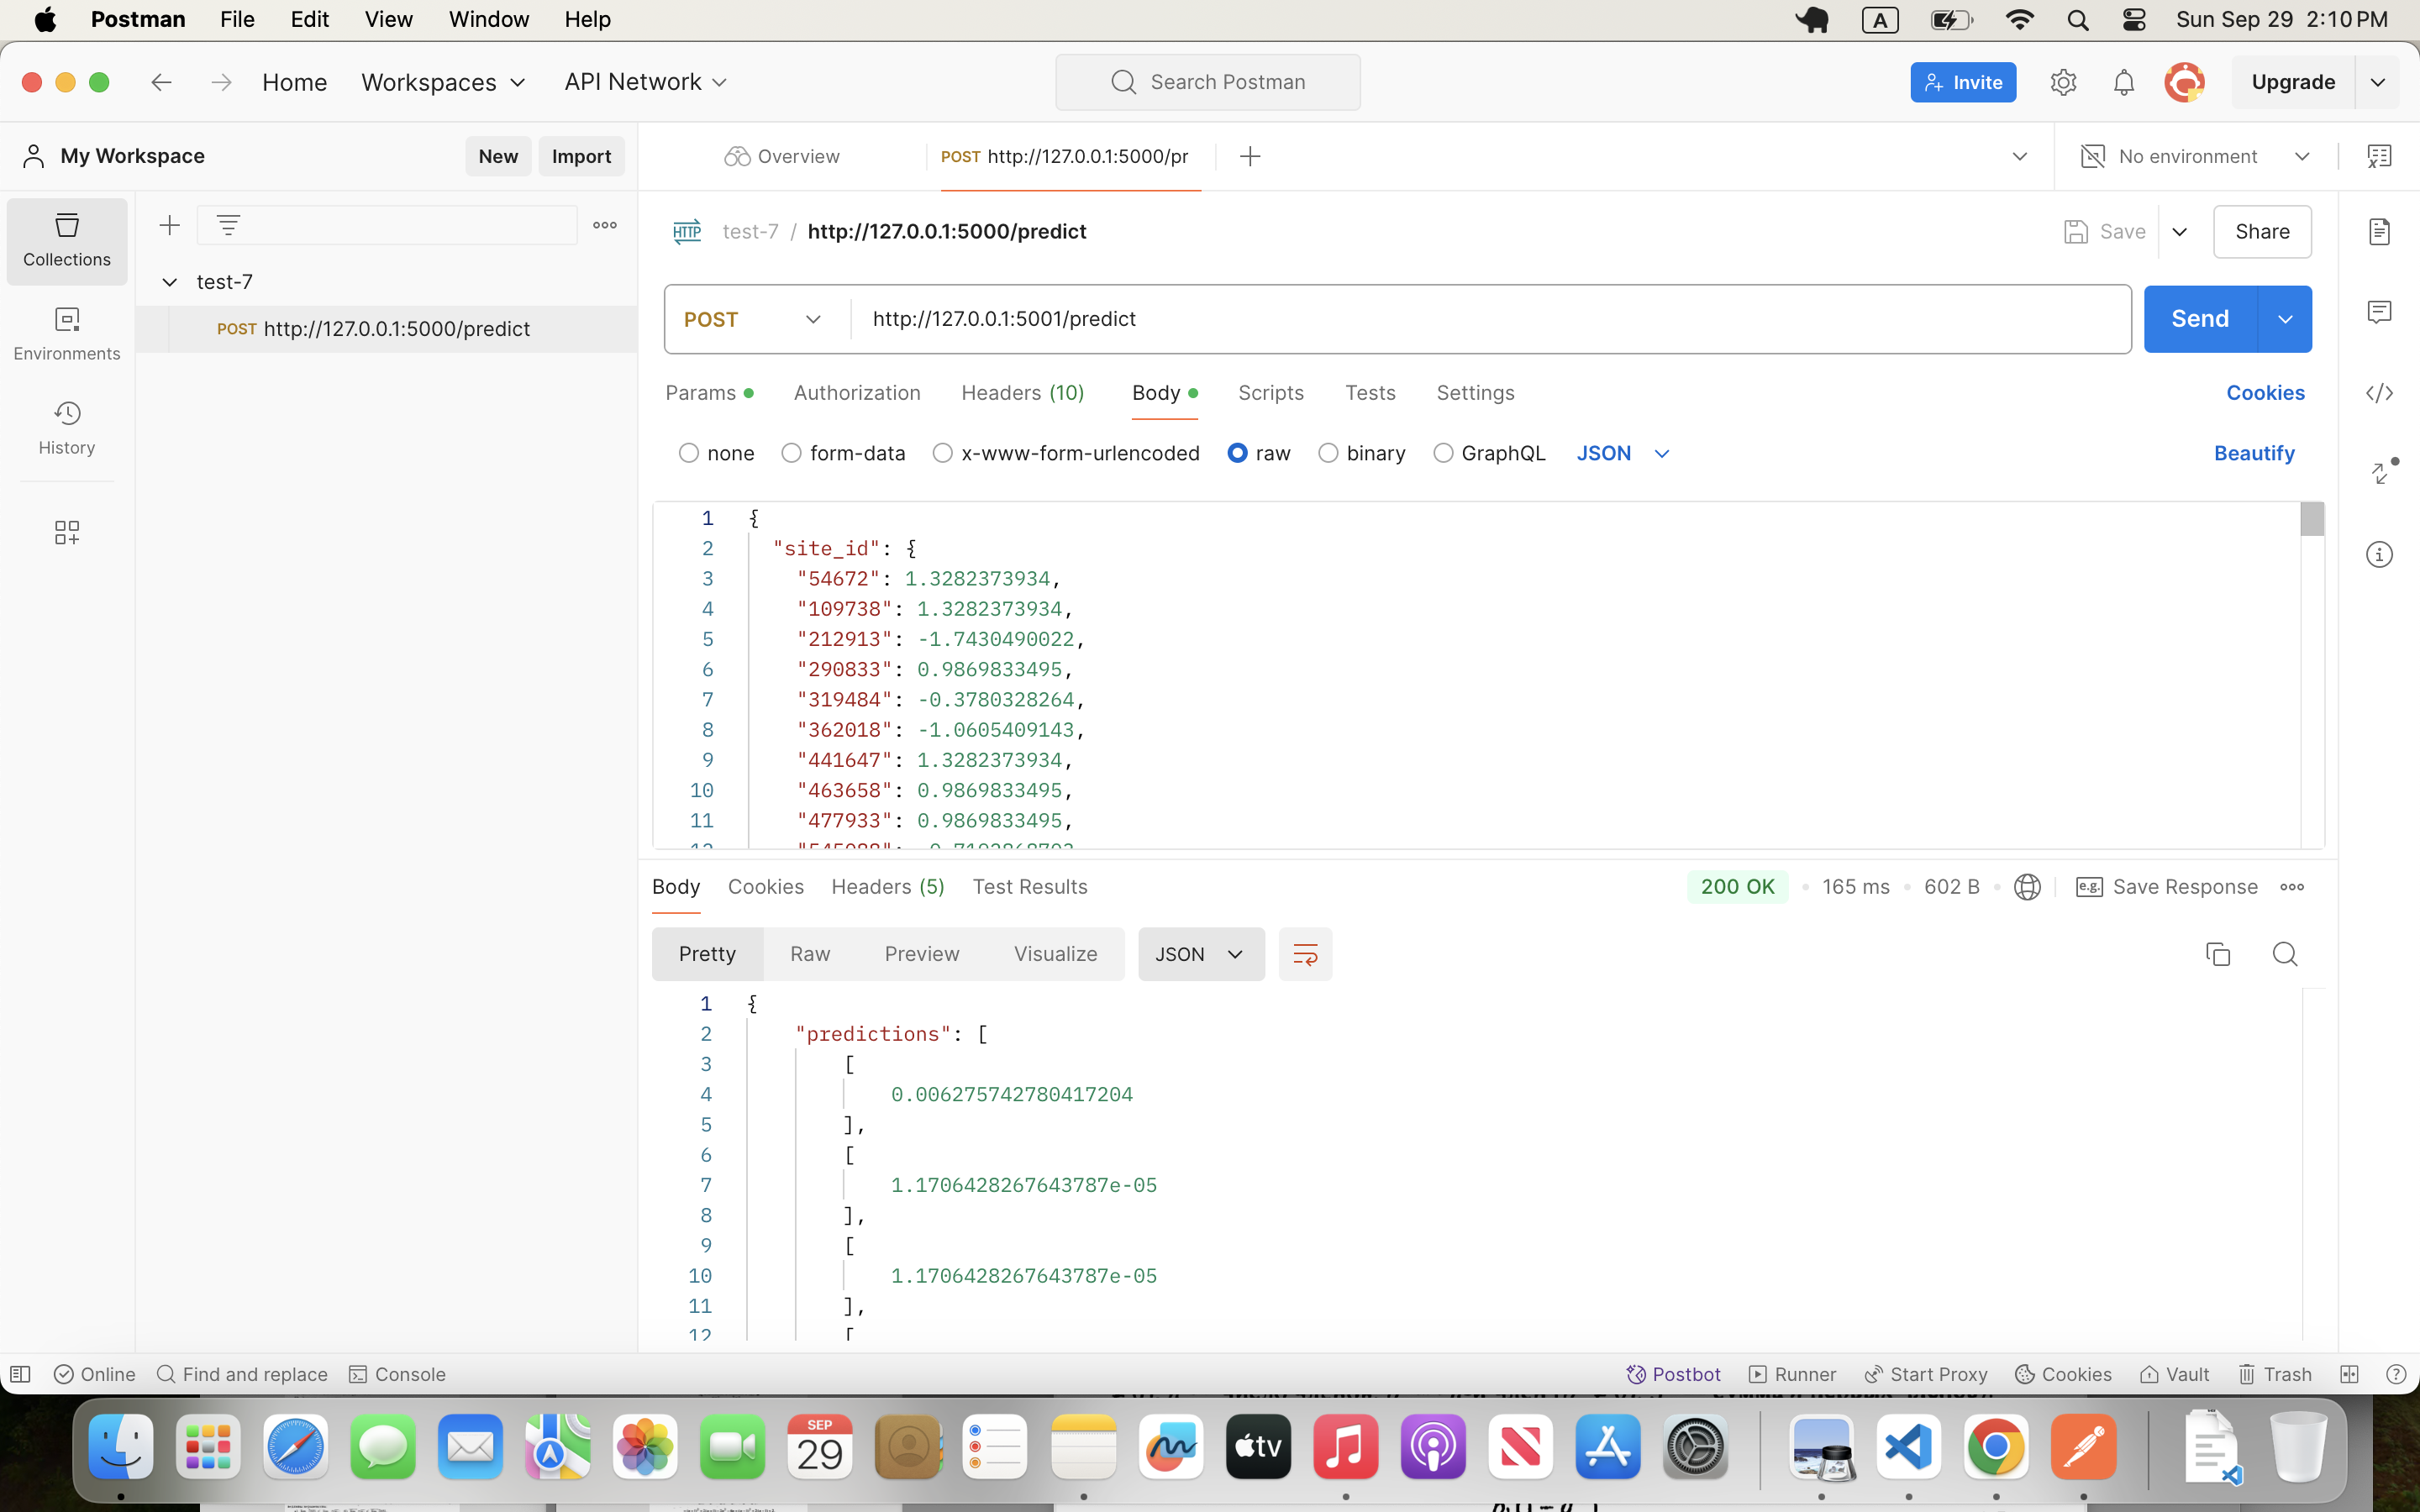 Postman File Edit View Window Help A Sun Sep 29 2:10 PM
Home Workspaces API Network Search Postman Invite Upgrade
My Workspace New Import Overview POST http://127.0.0.1:5000/pr No environment
Collections
Environments
History
test-7
POST http://127.0.0.1:5000/predict
HTTP test-7 / http://127.0.0.1:5000/predict Save Share
POST http://127.0.0.1:5001/predict Send
Params Authorization Headers (10) Body Scripts Tests Settings Cookies
none form-data x-www-form-urlencoded raw binary GraphQL JSON Beautify
1 {
2 "site_id": {
3 "54672": 1.3282373934,
4 "109738": 1.3282373934,
5 "212913": -1.7430490022,
6 "290833": 0.9869833495,
7 "319484": -0.3780328264,
8 "362018": -1.0605409143,
9 "441647": 1.3282373934,
10 "463658": 0.9869833495,
11 "477933": 0.9869833495,
Body Cookies Headers (5) Test Results 200 OK 165 ms 602 B e.g. Save Response
Pretty Raw Preview Visualize JSON
1 {
2 "predictions": [
3 [
4 0.006275742780417204
5 ],
6 [
7 1.1706428267643787e-05
8 ],
9 [
10 1.1706428267643787e-05
11 ],
12 [
Online Find and replace Console Postbot Runner Start Proxy Cookies Vault Trash
SEP
29
tv